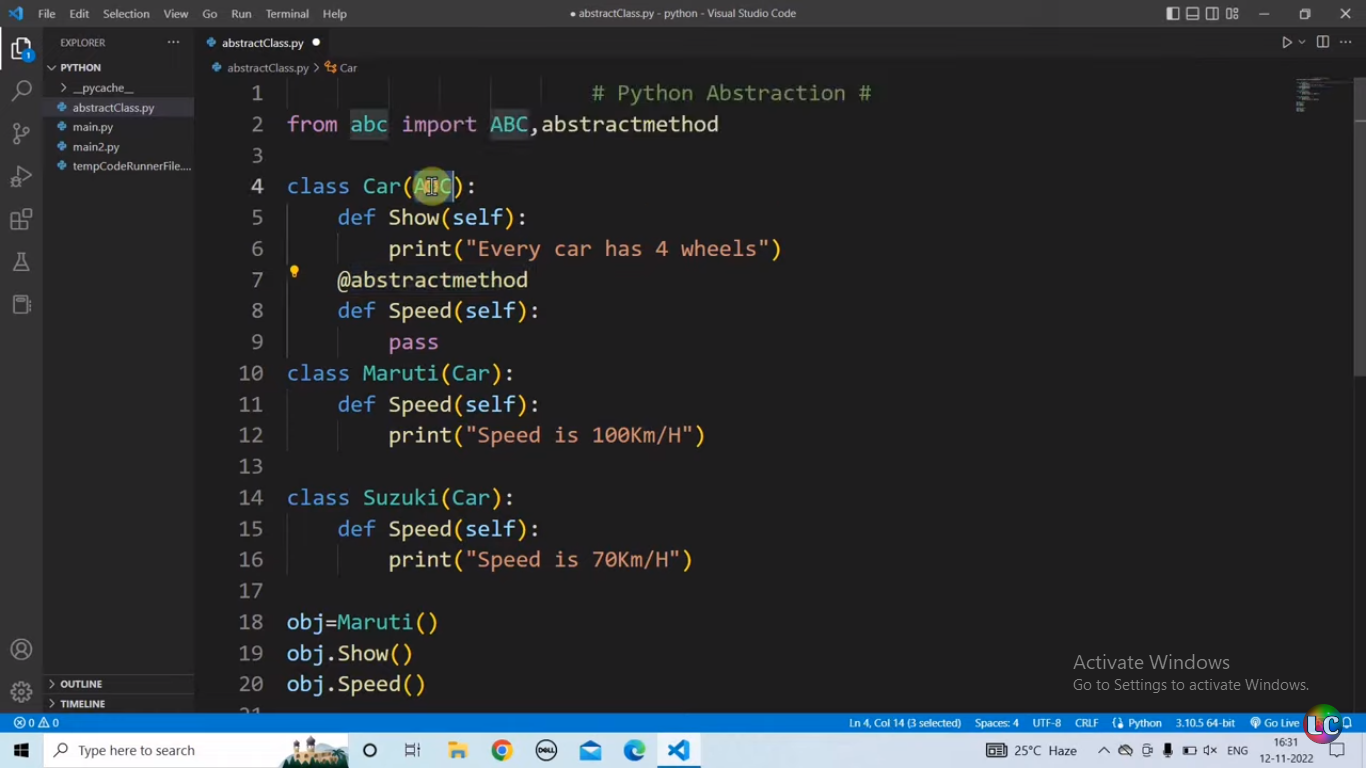 File Edit Selection View Go Run Terminal Help
● abstractClass.py - python - Visual Studio Code
EXPLORER
PYTHON
__pycache__
abstractClass.py
main.py
main2.py
tempCodeRunnerFile....
OUTLINE
TIMELINE
abstractClass.py ●
abstractClass.py > Car
1 # Python Abstraction #
2 from abc import ABC,abstractmethod
3
4 class Car(ABC):
5 def Show(self):
6 print("Every car has 4 wheels")
7 @abstractmethod
8 def Speed(self):
9 pass
10 class Maruti(Car):
11 def Speed(self):
12 print("Speed is 100Km/H")
13
14 class Suzuki(Car):
15 def Speed(self):
16 print("Speed is 70Km/H")
17
18 obj=Maruti()
19 obj.Show()
20 obj.Speed()
Activate Windows
Go to Settings to activate Windows.
0 0 Ln 4, Col 14 (3 selected) Spaces: 4 UTF-8 CRLF Python 3.10.5 64-bit Go Live
LC
Type here to search
DELL
25°C Haze ENG
16:31
12-11-2022